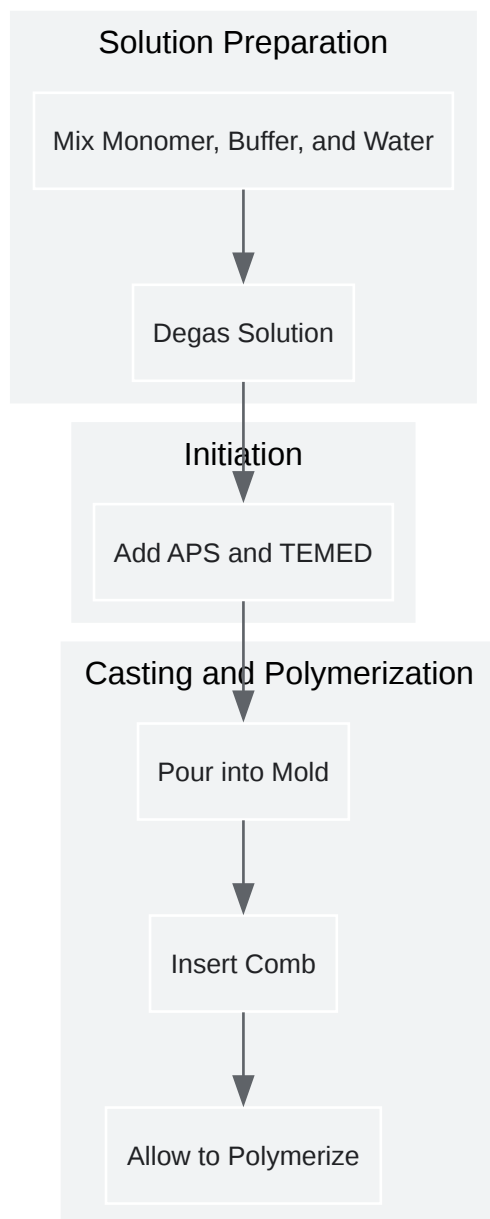 Solution Preparation
Mix Monomer, Buffer, and Water
Degas Solution
Initiation
Add APS and TEMED
Casting and Polymerization
Pour into Mold
Insert Comb
Allow to Polymerize